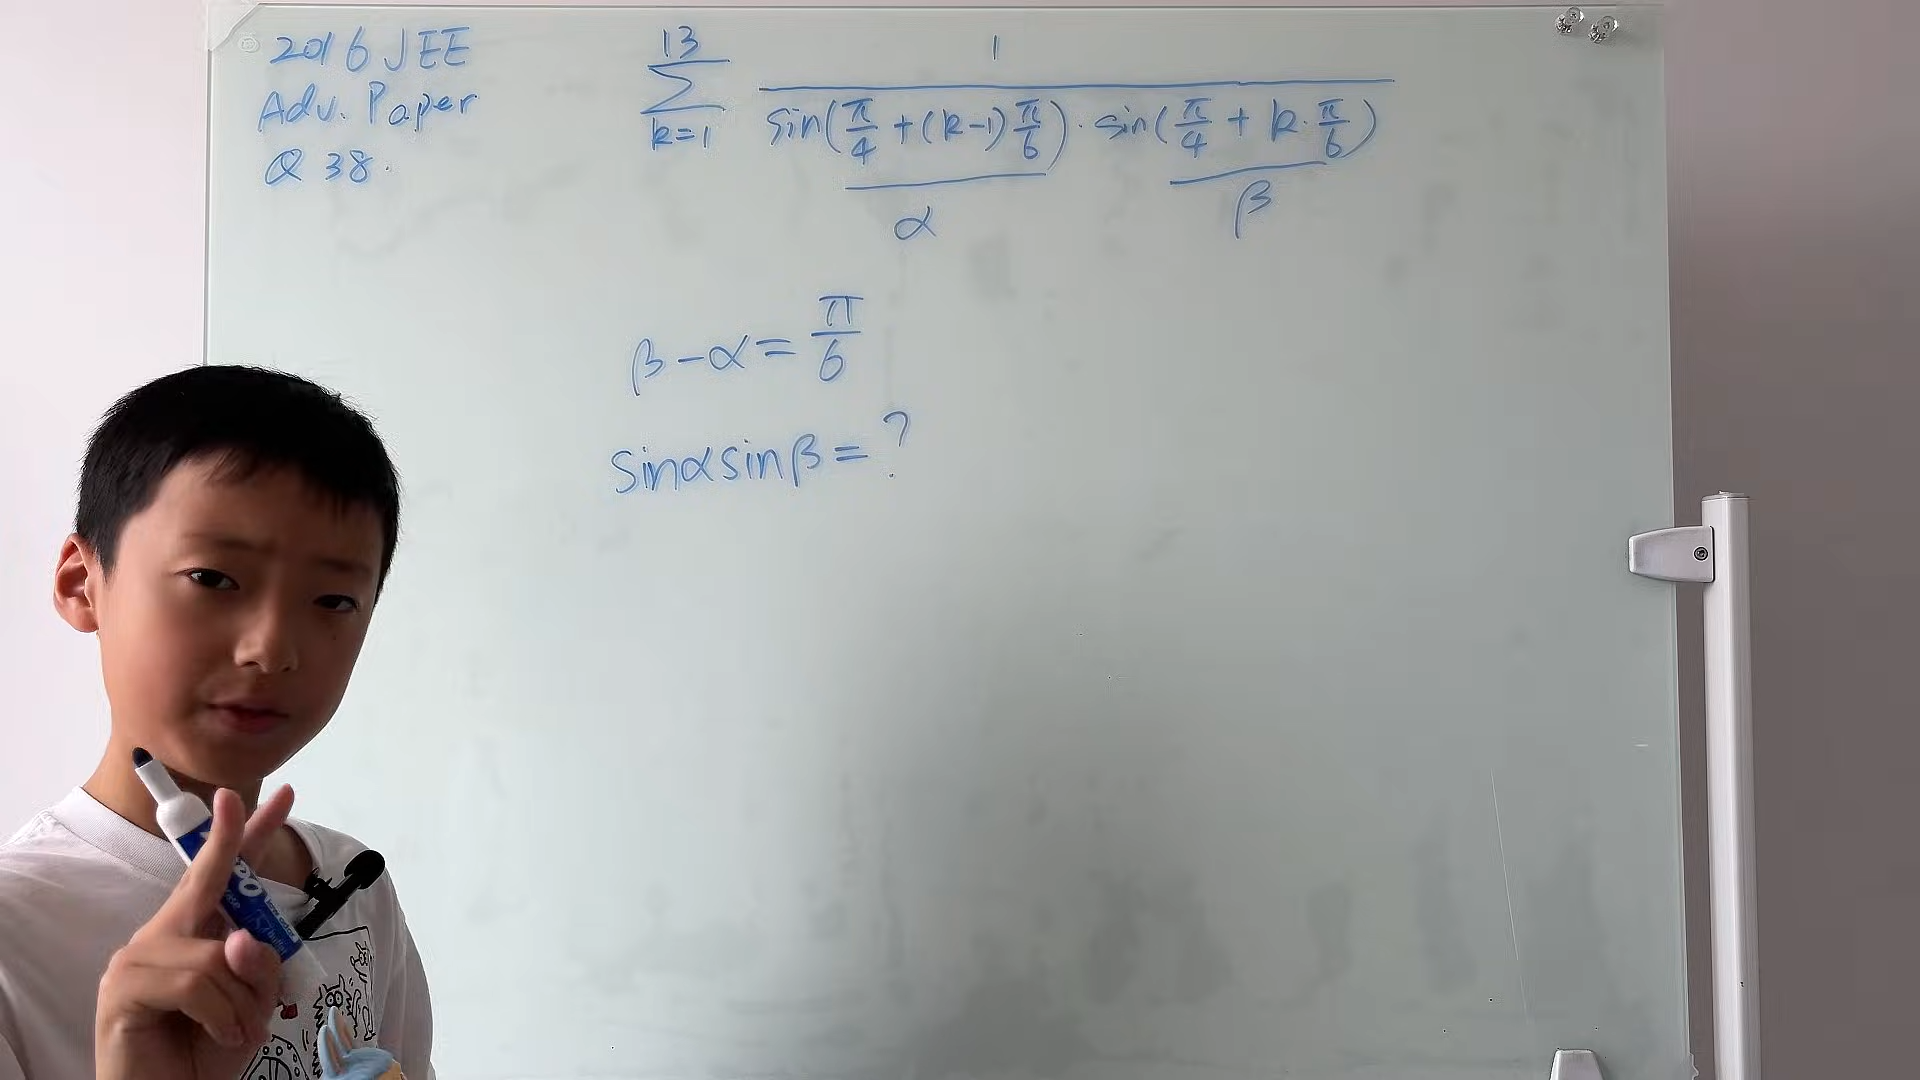 2016 JEE
Adv. Paper
Q 38.
13
∑
k=1
1
sin(π/4 + (k-1)π/6) · sin(π/4 + k·π/6)
α
β
β - α = π/6
sinα sinβ = ?